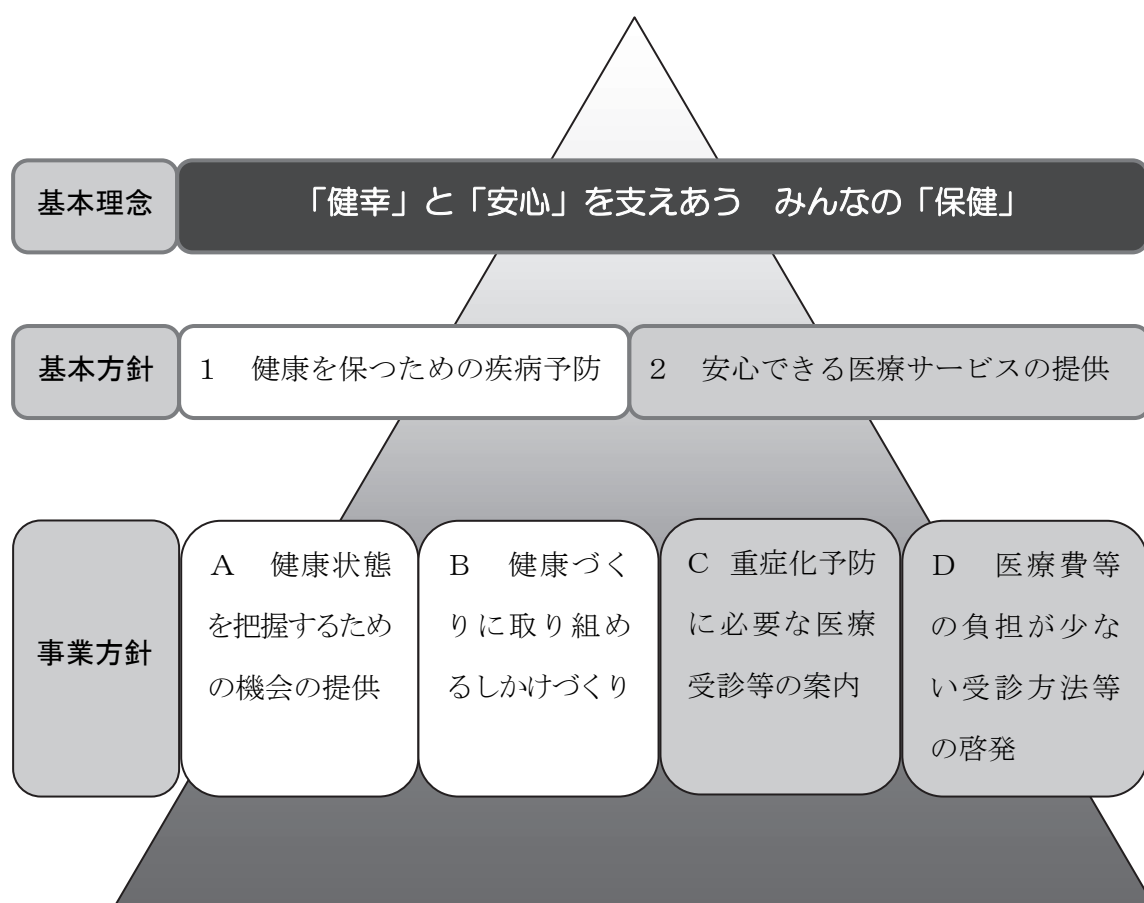 基本理念
「健幸」と「安心」を支えあう　みんなの「保健」
基本方針
1　健康を保つための疾病予防
2　安心できる医療サービスの提供
事業方針
A　健康状態
を把握するため
の機会の提供
B　健康づく
りに取り組め
るしかけづくり
C　重症化予防
に必要な医療
受診等の案内
D　医療費等
の負担が少な
い受診方法等
の啓発